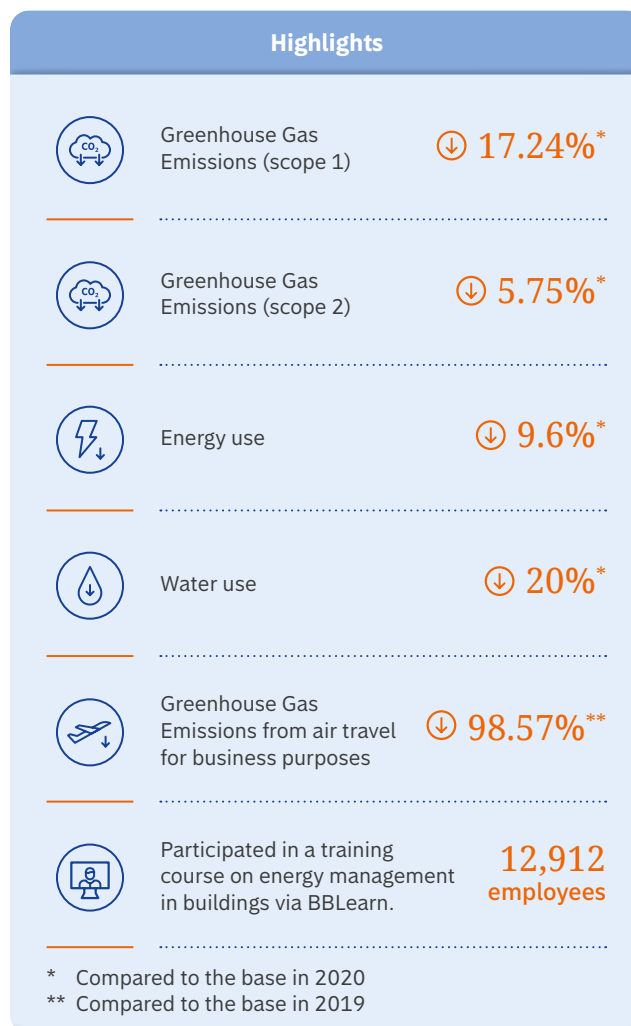 Highlights
CO₂
Greenhouse Gas
Emissions (scope 1)
17.24%*
CO₂
Greenhouse Gas
Emissions (scope 2)
5.75%*
Energy use
9.6%*
Water use
20%*
Greenhouse Gas
Emissions from air travel
for business purposes
98.57%**
Participated in a training
course on energy management
in buildings via BBLearn.
12,912
employees
* Compared to the base in 2020
** Compared to the base in 2019